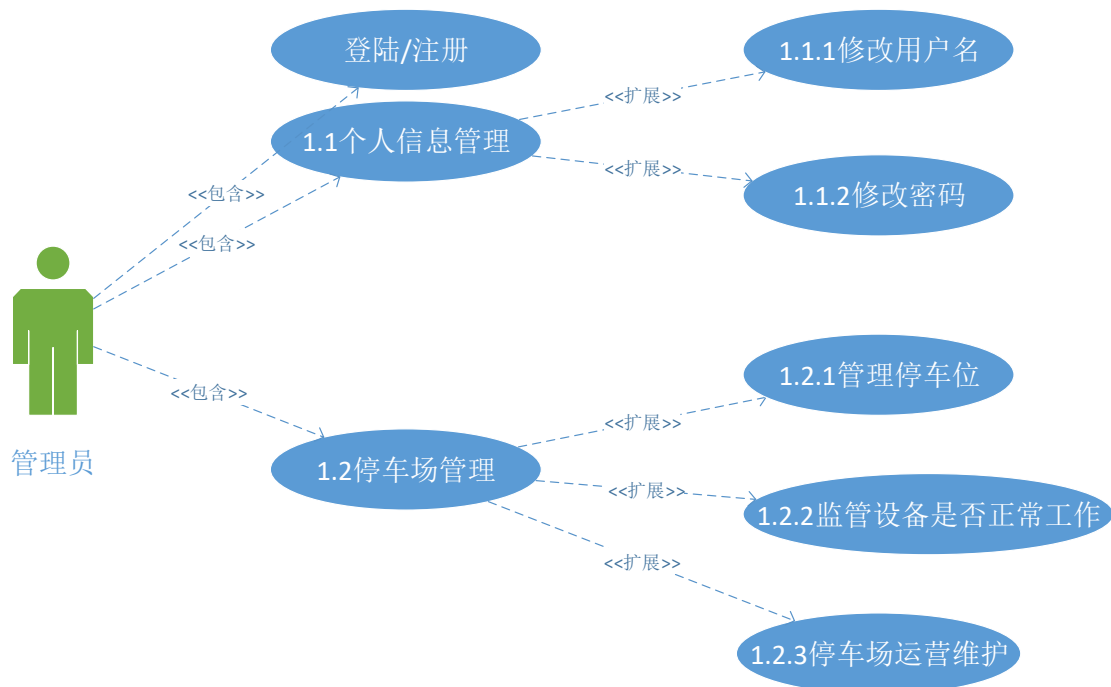 登陆/注册
1.1.1修改用户名
<<扩展>>
1.1个人信息管理
<<扩展>>
1.1.2修改密码
<<包含>>
<<包含>>
管理员
<<包含>>
1.2停车场管理
1.2.1管理停车位
<<扩展>>
<<扩展>>
1.2.2监管设备是否正常工作
<<扩展>>
1.2.3停车场运营维护